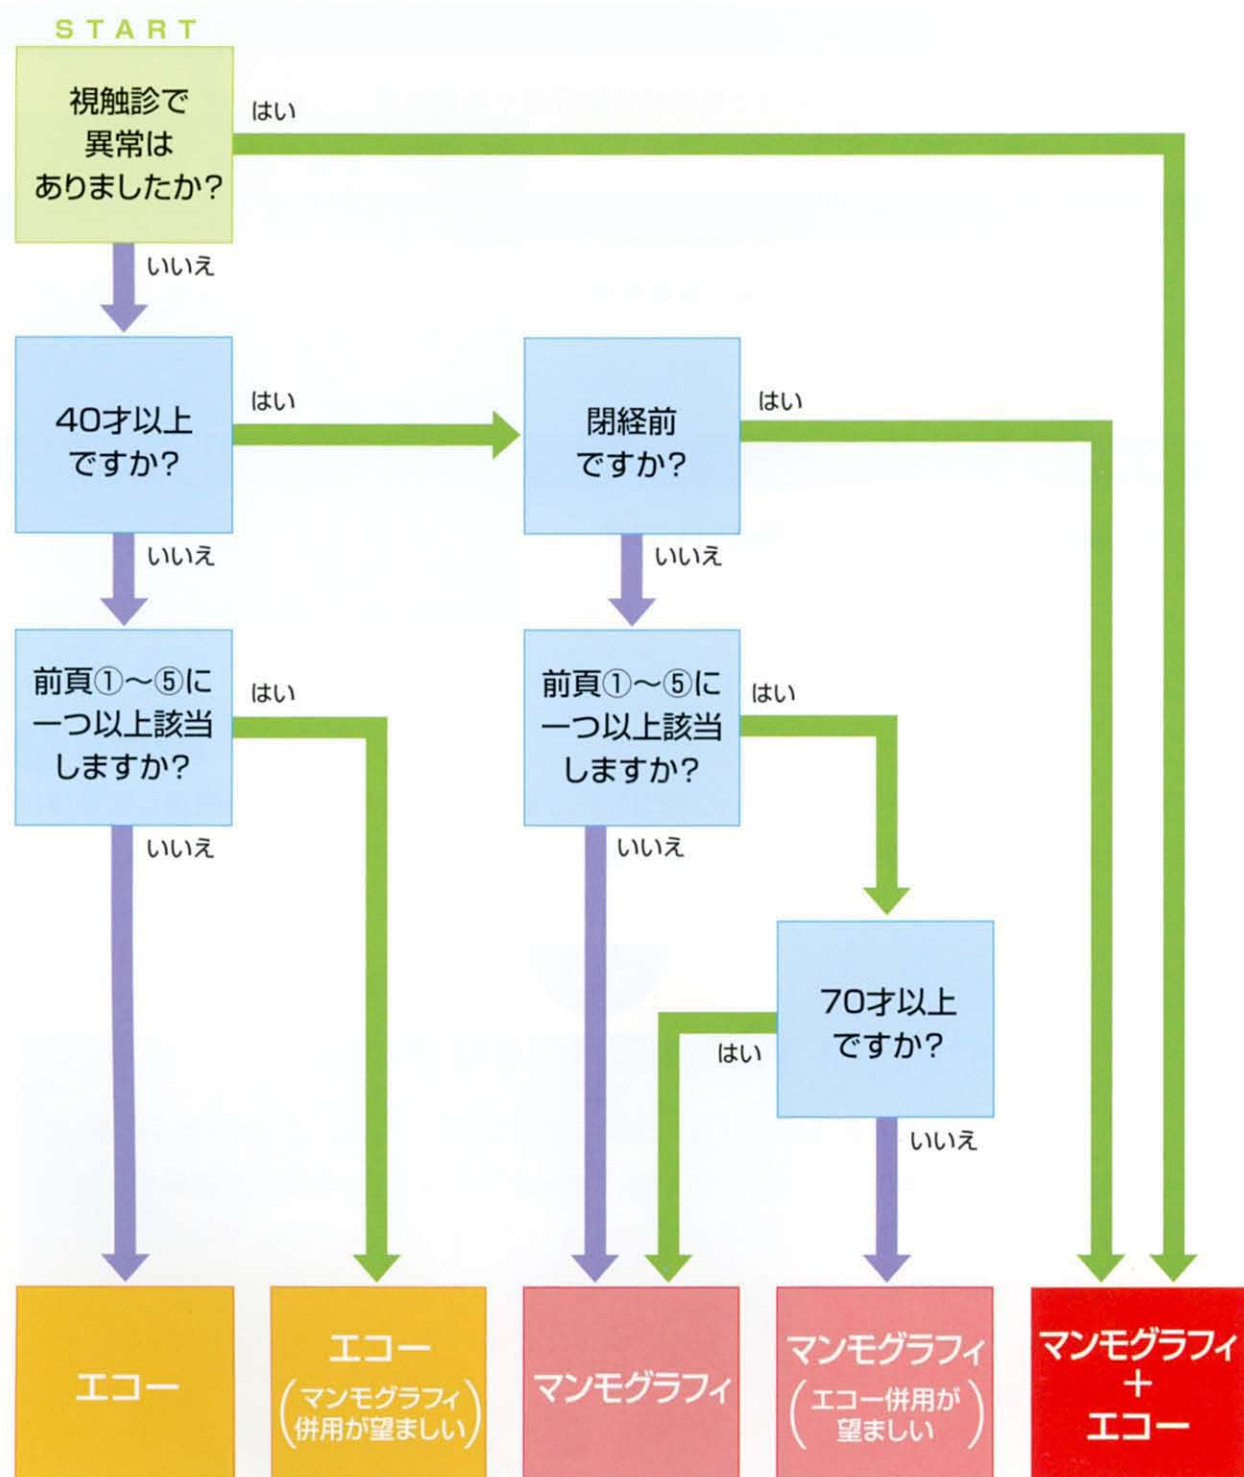 START
視触診で
異常は
ありましたか?
はい
いいえ
40才以上
ですか?
はい
いいえ
閉経前
ですか?
はい
いいえ
前頁①～⑤に
一つ以上該当
しますか?
はい
いいえ
前頁①～⑤に
一つ以上該当
しますか?
はい
いいえ
70才以上
ですか?
はい
いいえ
エコー
エコー
(マンモグラフィ
併用が望ましい)
マンモグラフィ
マンモグラフィ
(エコー併用が
望ましい)
マンモグラフィ
+
エコー